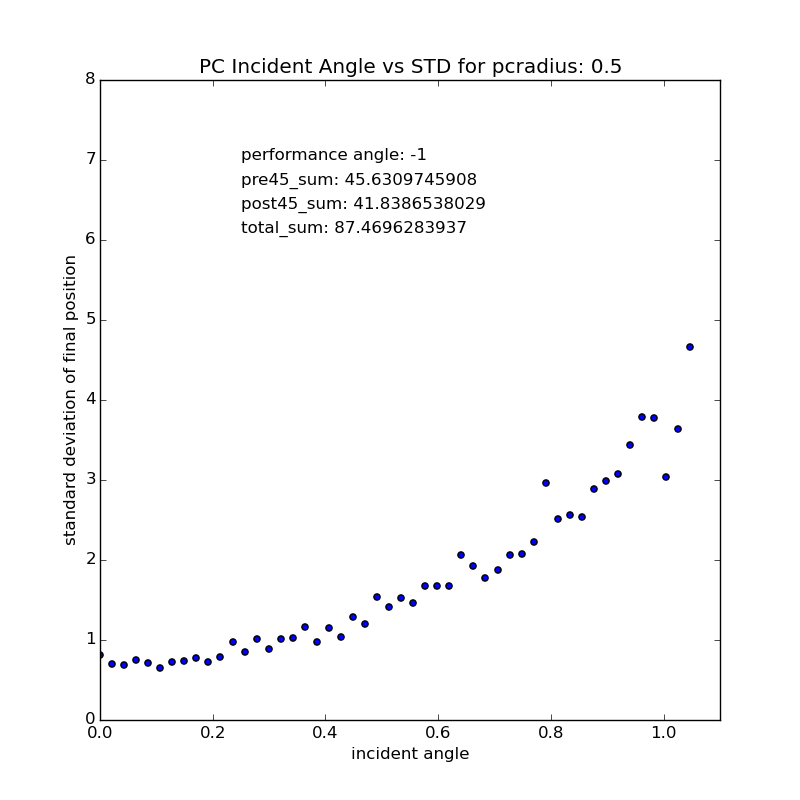 PC Incident Angle vs STD for pcradius: 0.5
8
7
6
5
4
3
2
1
0
performance angle: -1
pre45_sum: 45.6309745908
post45_sum: 41.8386538029
total_sum: 87.4696283937
standard deviation of final position
0.0 0.2 0.4 0.6 0.8 1.0
incident angle